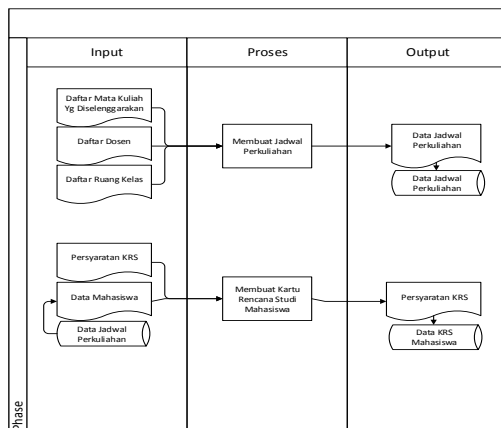 Input
Proses
Output
Daftar Mata Kuliah
Yg Diselenggarakan
Daftar Dosen
Daftar Ruang Kelas
Membuat Jadwal
Perkuliahan
Data Jadwal
Perkuliahan
Data Jadwal
Perkuliahan
Persyaratan KRS
Data Mahasiswa
Data Jadwal
Perkuliahan
Membuat Kartu
Rencana Studi
Mahasiswa
Persyaratan KRS
Data KRS
Mahasiswa
Phase